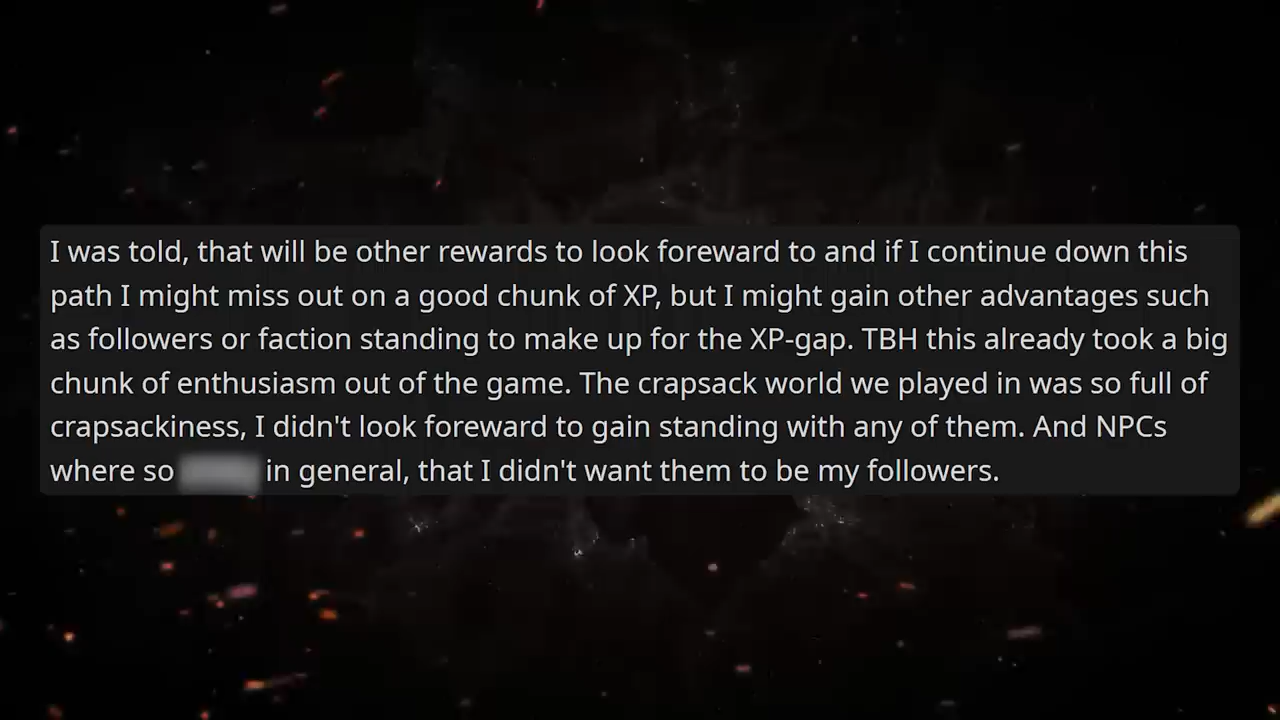 I was told, that will be other rewards to look foreward to and if I continue down this
path I might miss out on a good chunk of XP, but I might gain other advantages such
as followers or faction standing to make up for the XP-gap. TBH this already took a big
chunk of enthusiasm out of the game. The crapsack world we played in was so full of
crapsackiness, I didn't look foreward to gain standing with any of them. And NPCs
where so in general, that I didn't want them to be my followers.